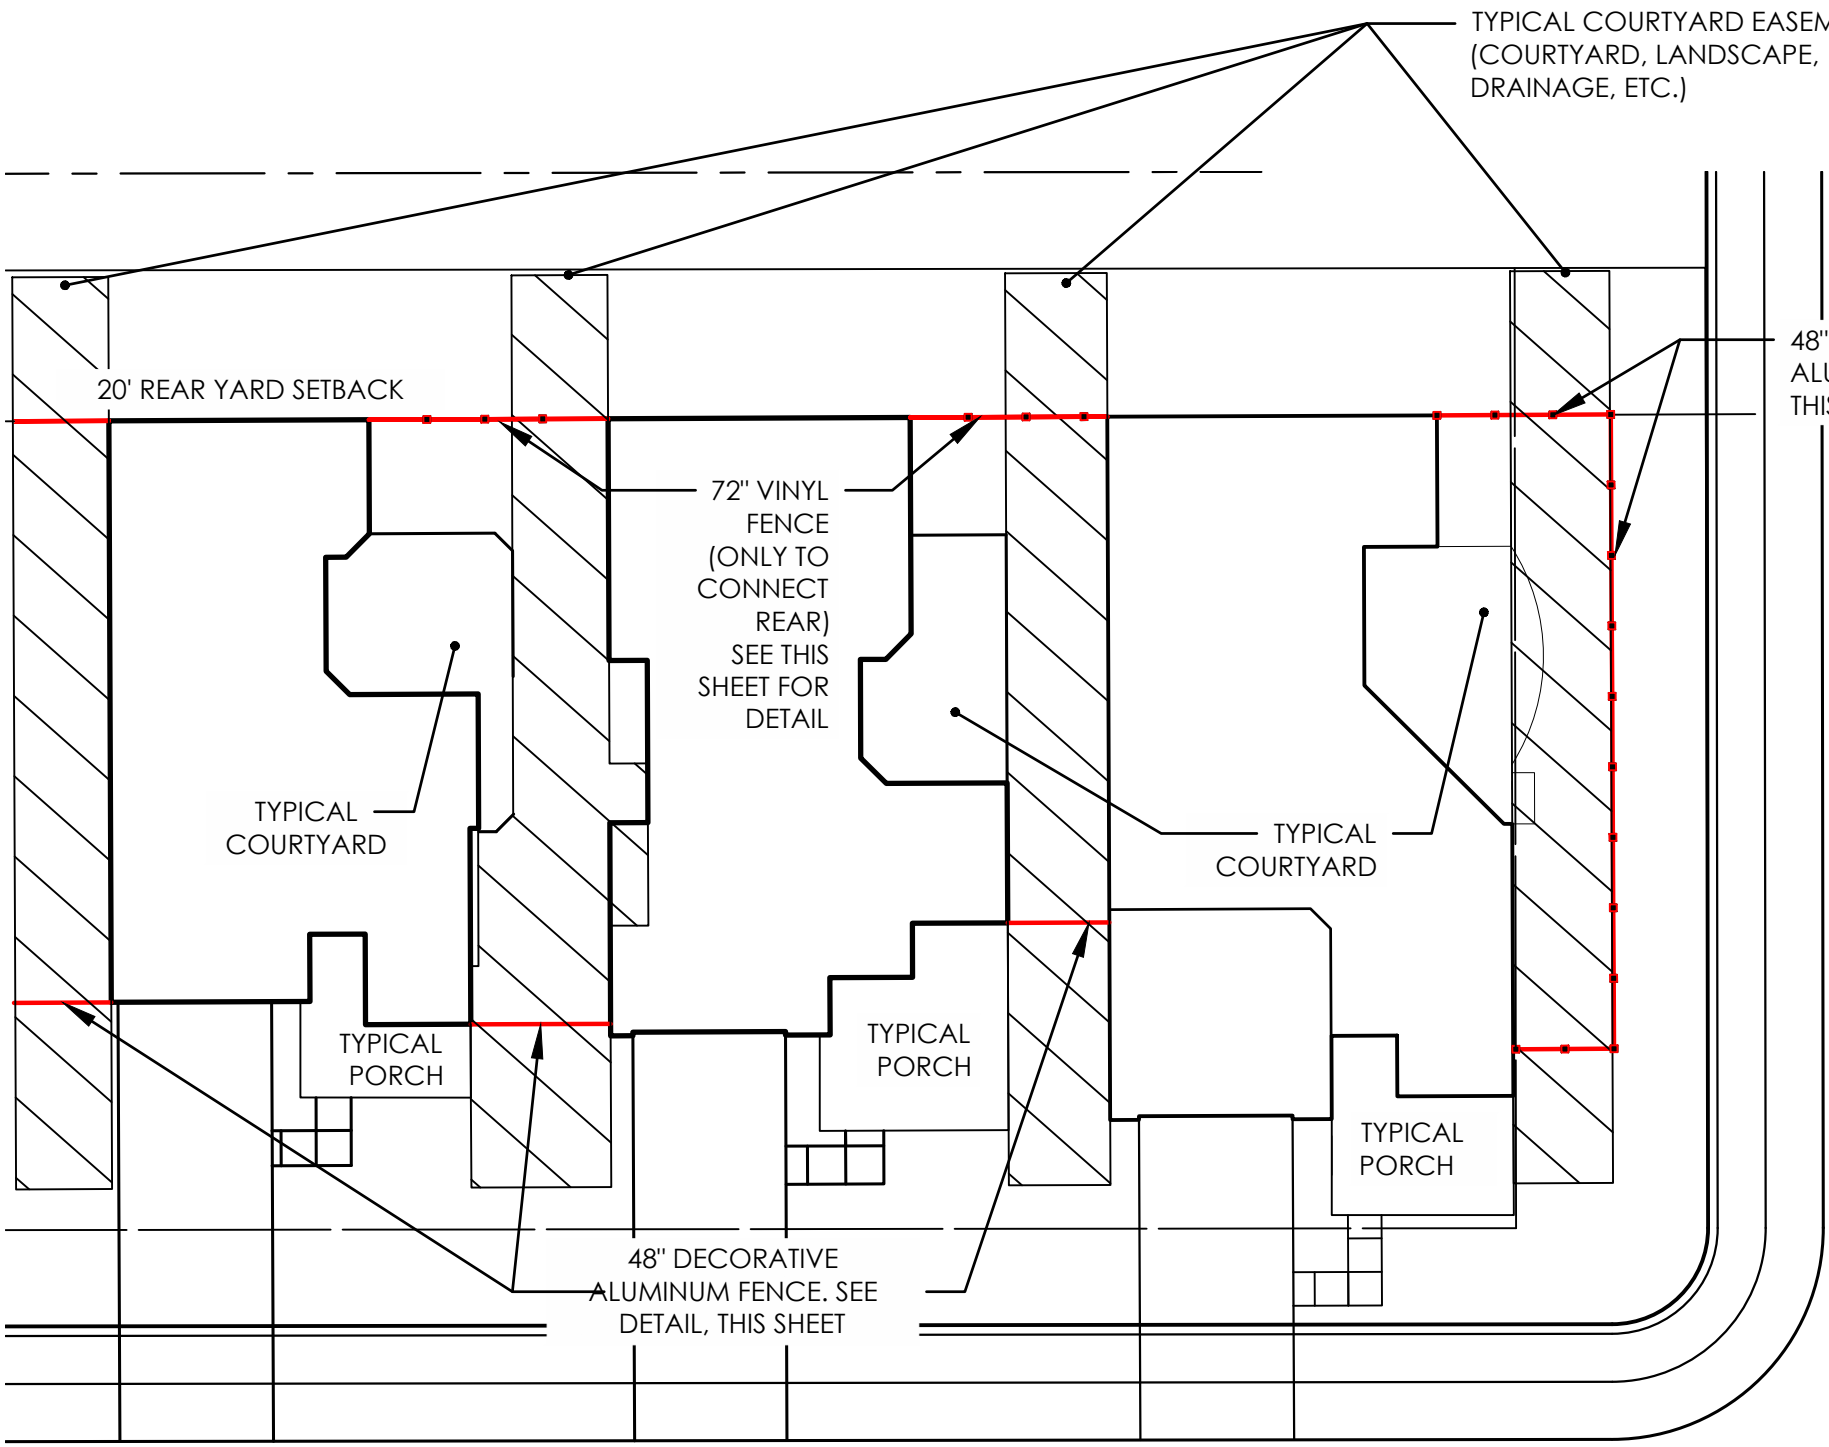 TYPICAL COURTYARD EASEM
(COURTYARD, LANDSCAPE,
DRAINAGE, ETC.)
48"
ALU
THIS
20' REAR YARD SETBACK
72" VINYL
FENCE
(ONLY TO
CONNECT
REAR)
SEE THIS
SHEET FOR
DETAIL
TYPICAL
COURTYARD
TYPICAL
COURTYARD
TYPICAL
PORCH
TYPICAL
PORCH
TYPICAL
PORCH
48" DECORATIVE
ALUMINUM FENCE. SEE
DETAIL, THIS SHEET